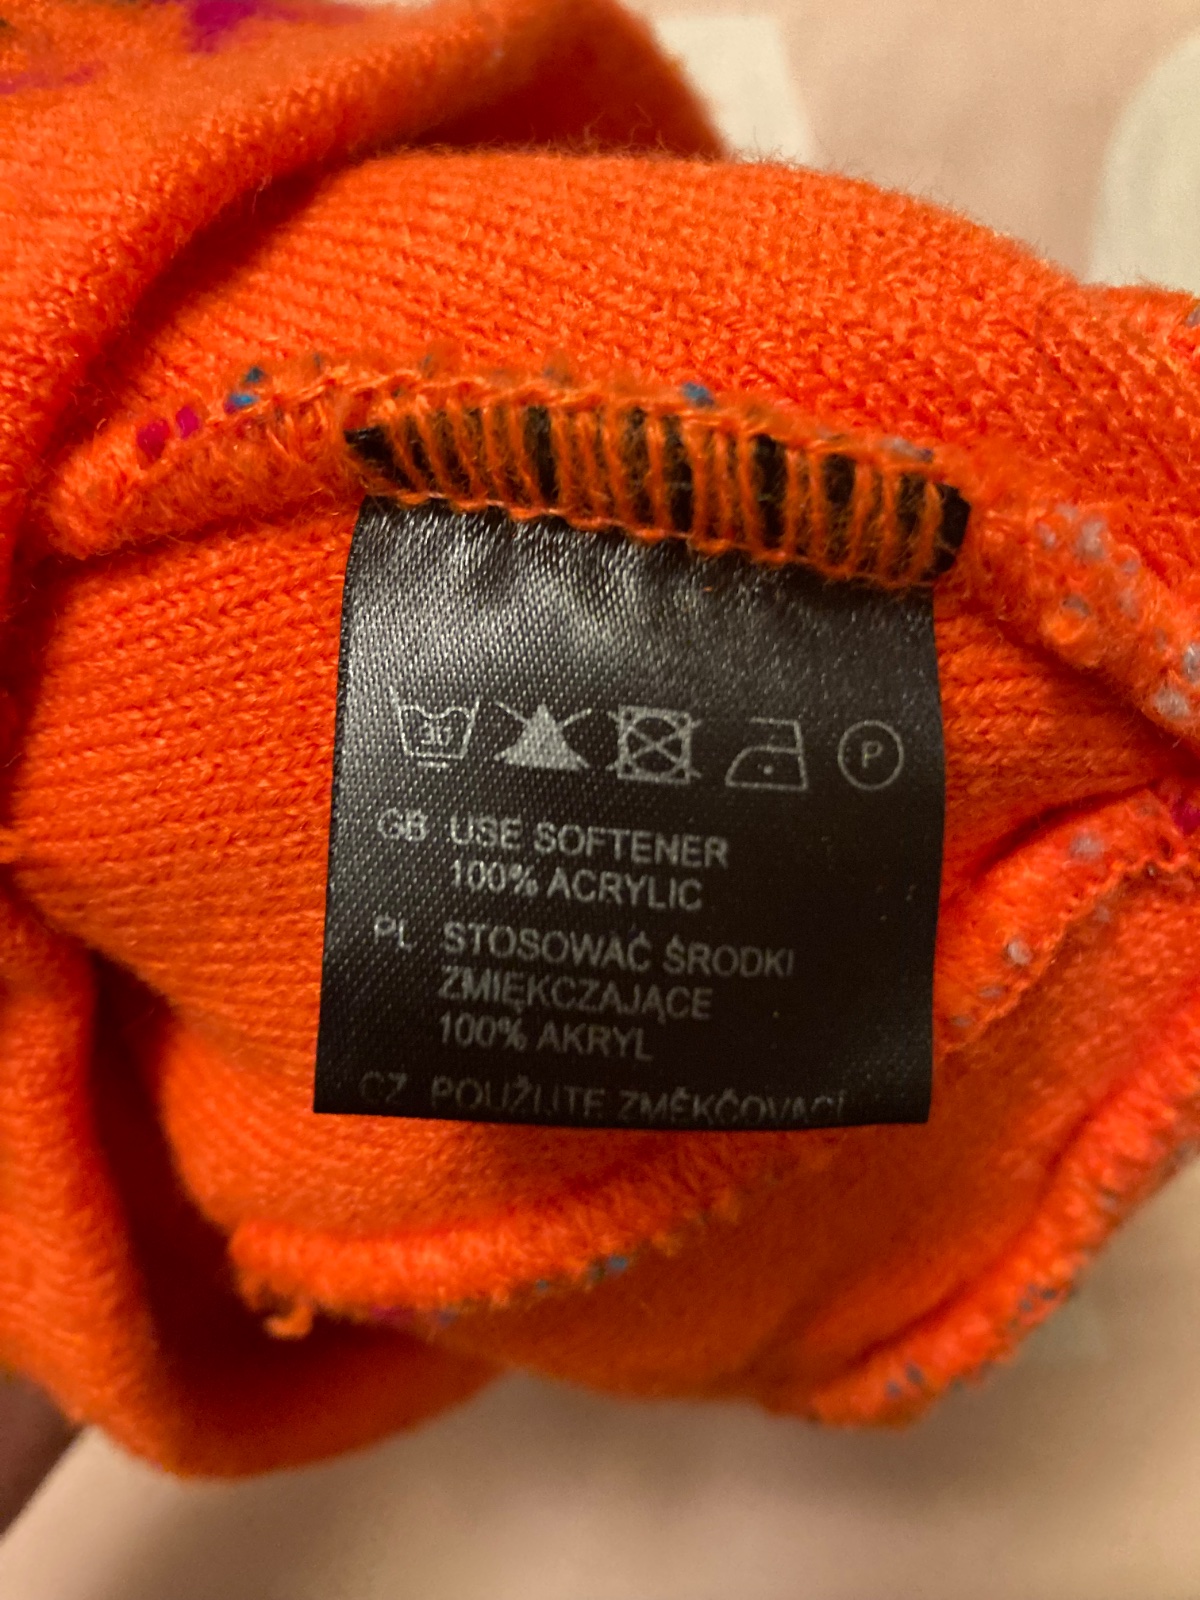 30
P
GB USE SOFTENER
100% ACRYLIC
PL STOSOWAĆ ŚRODKI
ZMIĘKCZAJĄCE
100% AKRYL
CZ POUŽIJTE ZMĚKČOVACÍ